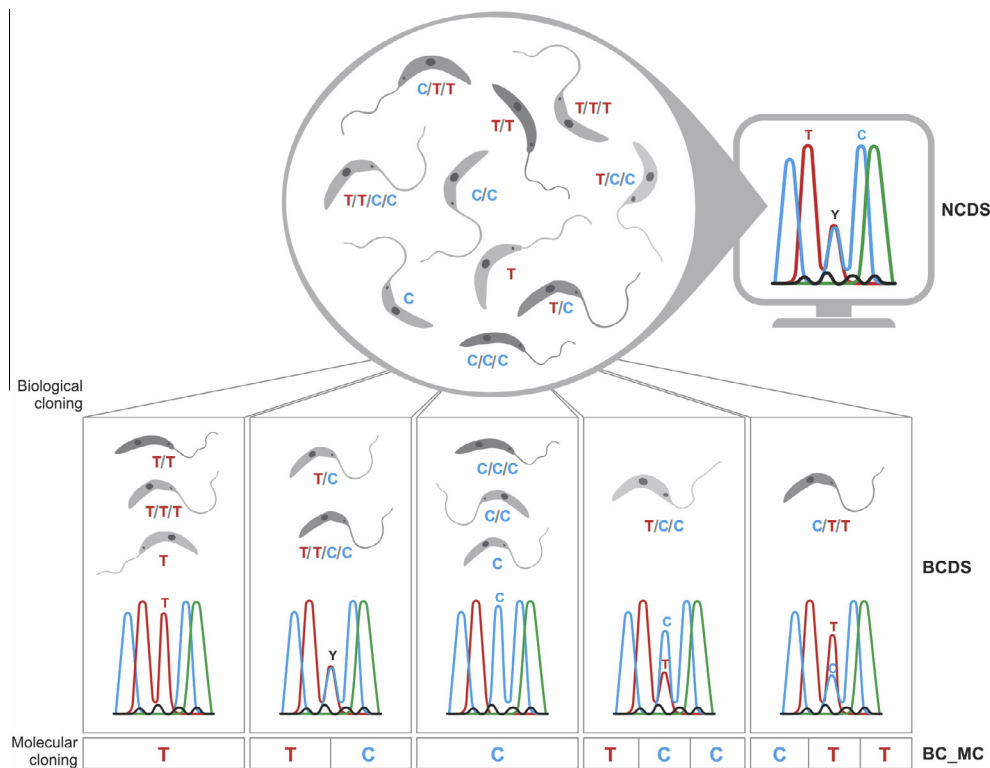 C/T/T
T/T
T/T/T
T/T/C/C
C/C
T/C/C
T
C
T/C
C/C/C
T
C
Y
NCDS
Biological
cloning
T/T
T/T/T
T
T
T/C
T/T/C/C
Y
C/C/C
C/C
C
C
T/C/C
C
T
C/T/T
T
C
BCDS
Molecular
cloning
T
T C
C
T C C
C T T
BC_MC